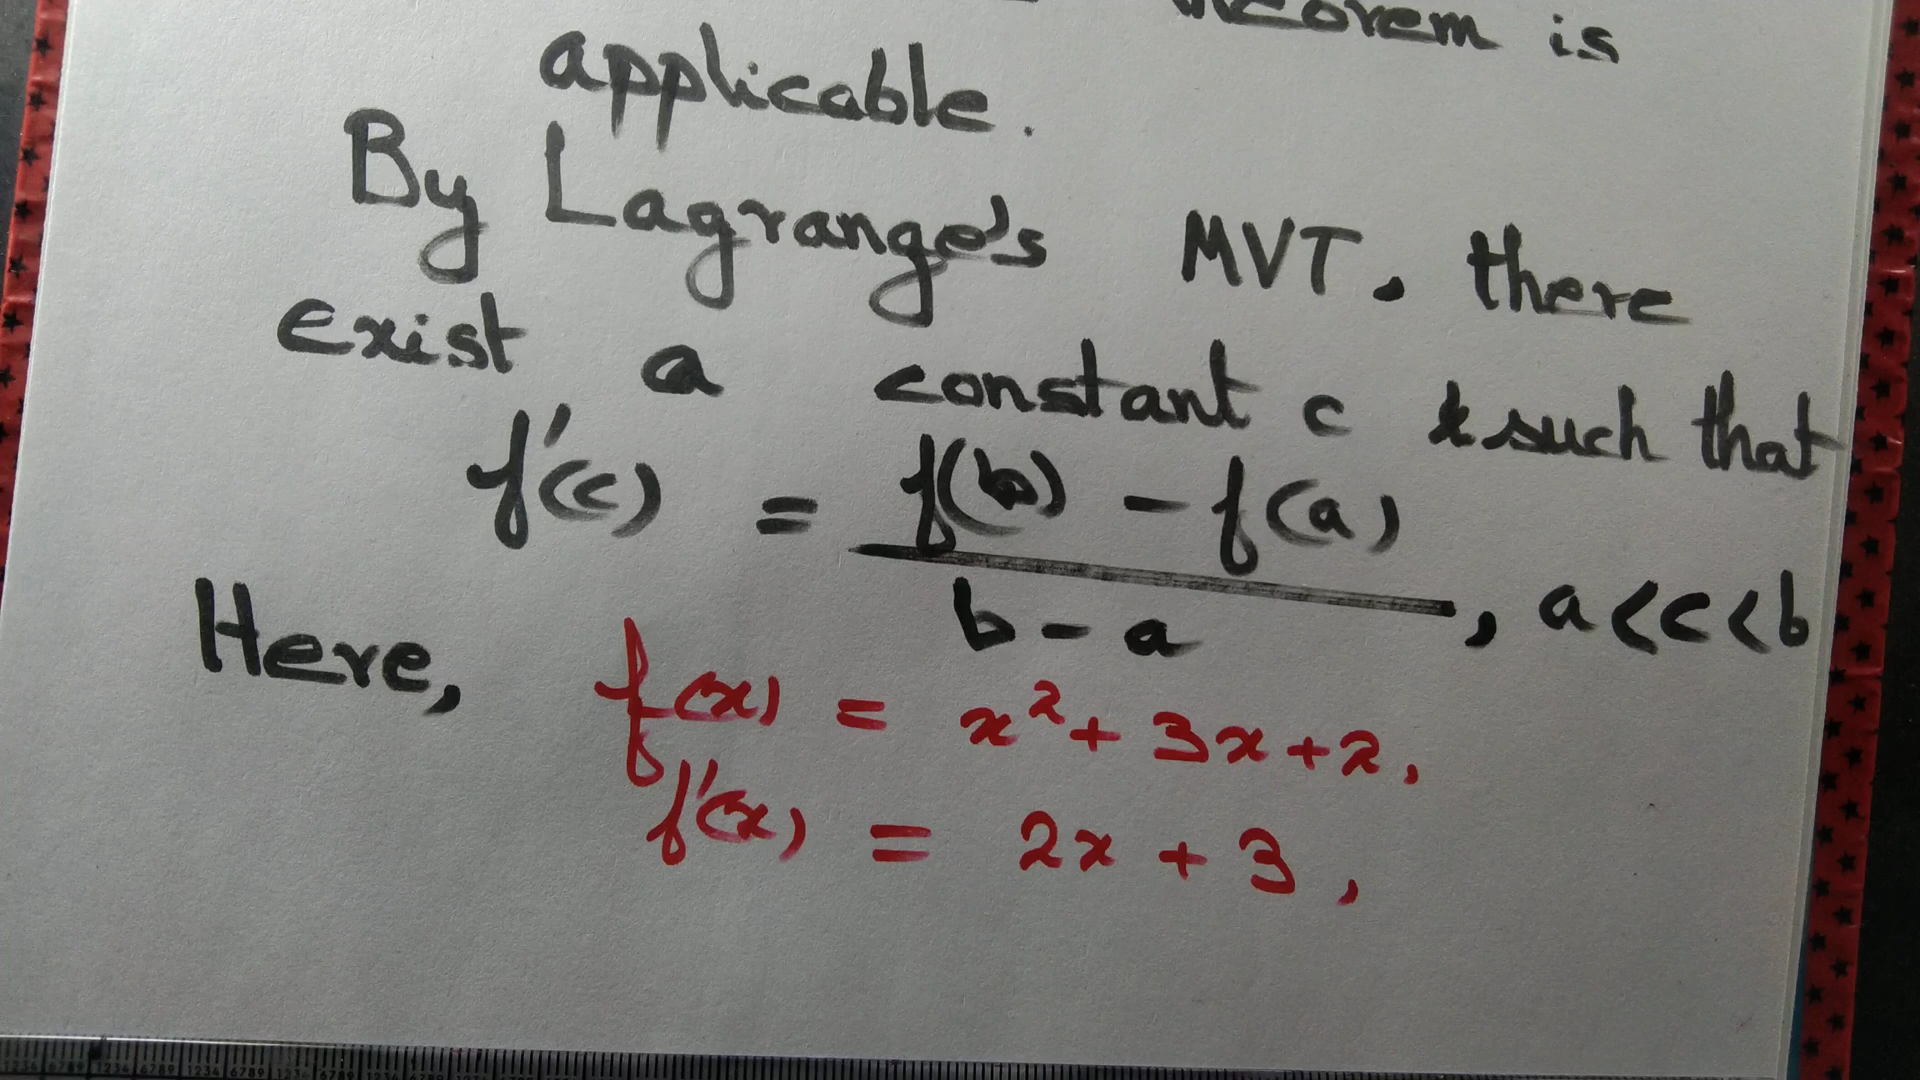 theorem is
applicable.
By Lagrange's MVT. there
exist a constant c such that
f'(c) = f(b) - f(a)
b - a , a<c<b
Here, f(x) = x² + 3x + 2,
f'(x) = 2x + 3,